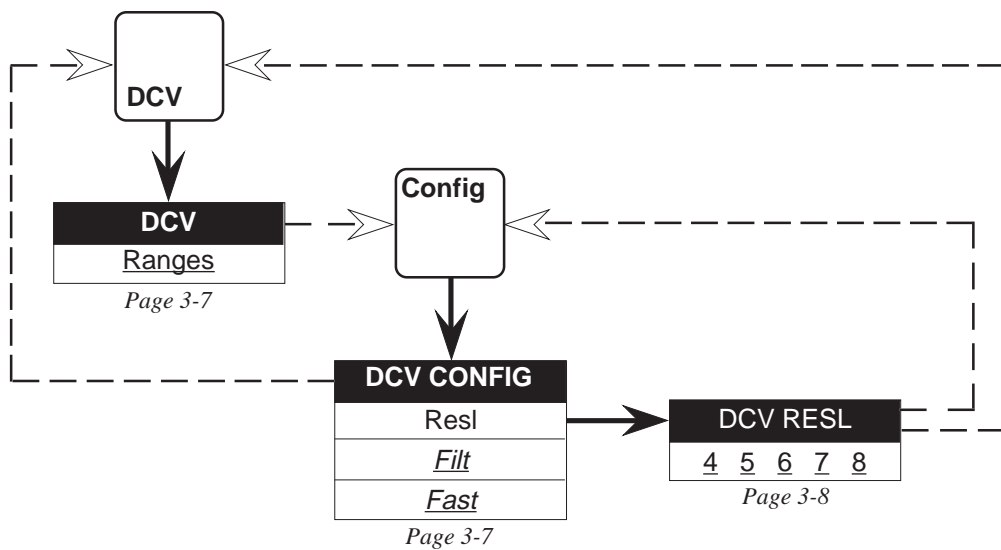 DCV
Config
DCV
Ranges
Page 3-7
DCV CONFIG
Resl
Filt
Fast
Page 3-7
DCV RESL
4 5 6 7 8
Page 3-8